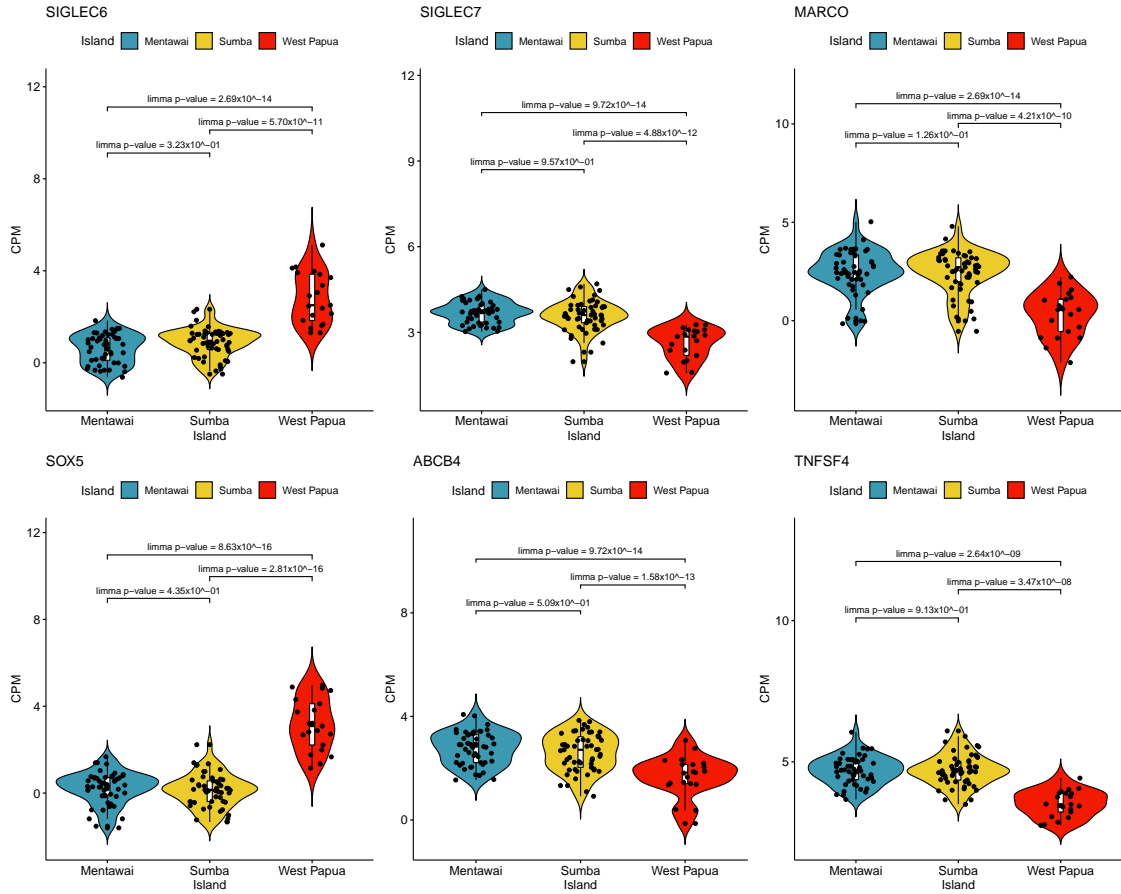 SIGLEC6
Island Mentawai Sumba West Papua
CPM
12
8
4
0
limma p−value = 2.69x10^−14
limma p−value = 5.70x10^−11
limma p−value = 3.23x10^−01
Mentawai Sumba West Papua
Island
SIGLEC7
Island Mentawai Sumba West Papua
CPM
12
9
6
3
limma p−value = 9.72x10^−14
limma p−value = 4.88x10^−12
limma p−value = 9.57x10^−01
Mentawai Sumba West Papua
Island
MARCO
Island Mentawai Sumba West Papua
CPM
10
5
0
limma p−value = 2.69x10^−14
limma p−value = 4.21x10^−10
limma p−value = 1.26x10^−01
Mentawai Sumba West Papua
Island
SOX5
Island Mentawai Sumba West Papua
CPM
12
8
4
0
limma p−value = 8.63x10^−16
limma p−value = 2.81x10^−16
limma p−value = 4.35x10^−01
Mentawai Sumba West Papua
Island
ABCB4
Island Mentawai Sumba West Papua
CPM
8
4
0
limma p−value = 9.72x10^−14
limma p−value = 1.58x10^−13
limma p−value = 5.09x10^−01
Mentawai Sumba West Papua
Island
TNFSF4
Island Mentawai Sumba West Papua
CPM
10
5
limma p−value = 2.64x10^−09
limma p−value = 3.47x10^−08
limma p−value = 9.13x10^−01
Mentawai Sumba West Papua
Island